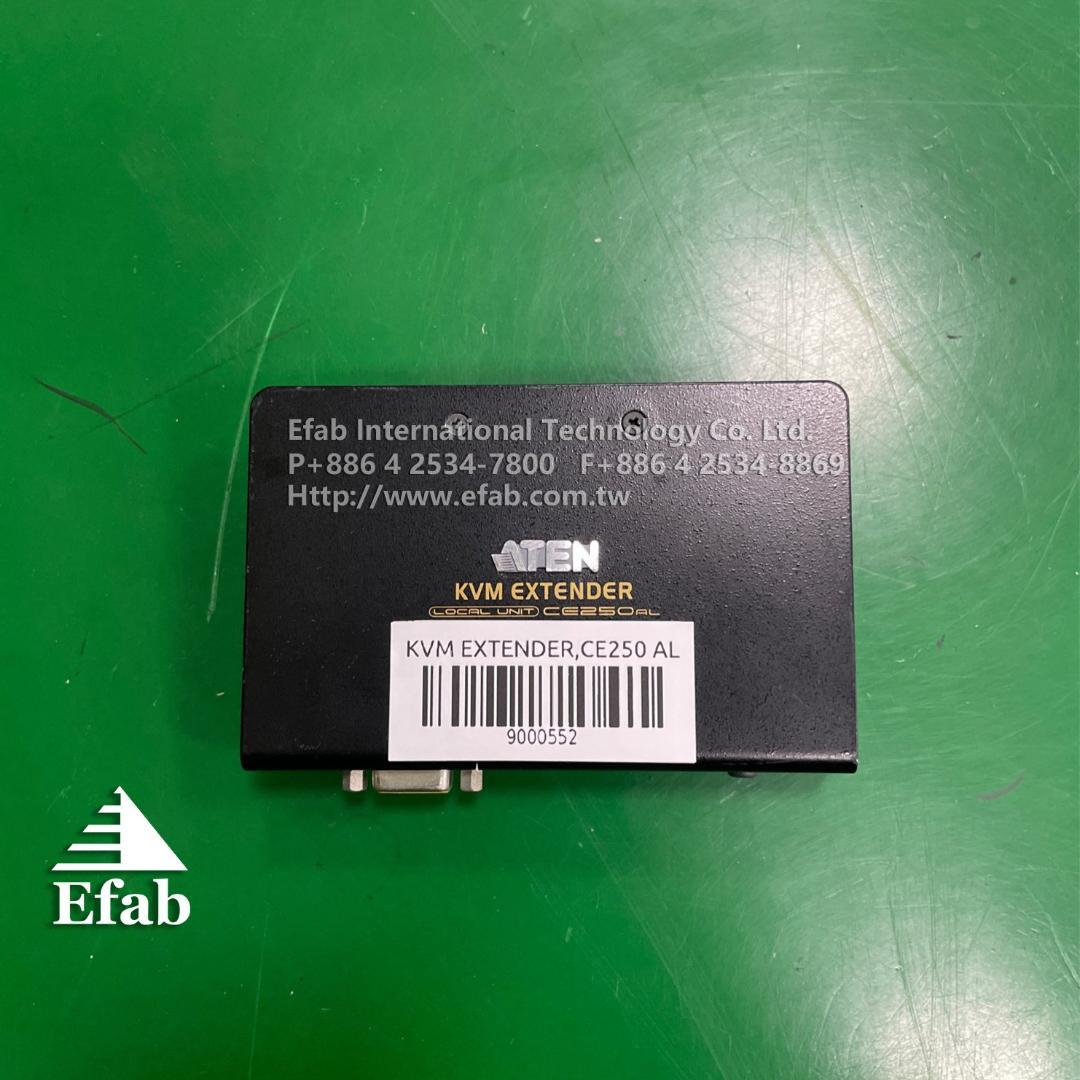 Efab International Technology Co. Ltd.
P+886 4 2534-7800 F+886 4 2534-8869
Http://www.efab.com.tw
ATEN
KVM EXTENDER
LOCAL UNIT CE250AL
KVM EXTENDER,CE250 AL
9000552
Efab